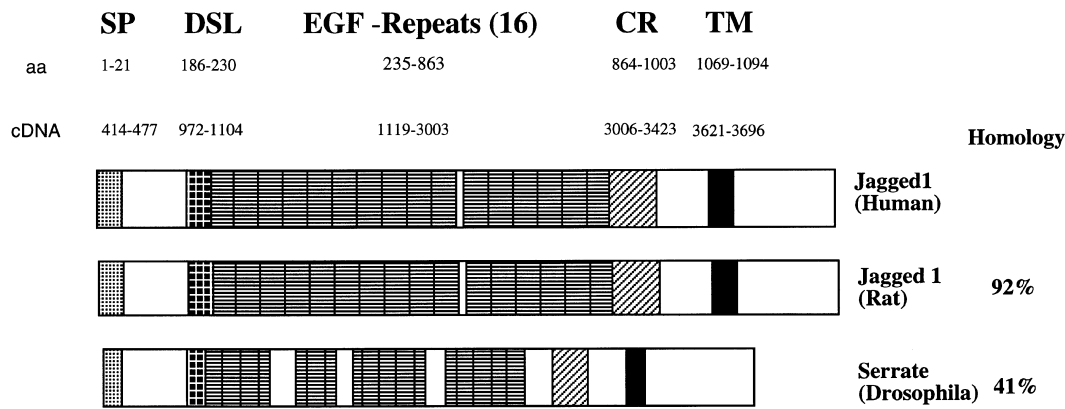 SP DSL EGF -Repeats (16) CR TM
aa 1-21 186-230 235-863 864-1003 1069-1094
cDNA 414-477 972-1104 1119-3003 3006-3423 3621-3696
Homology
Jagged1
(Human)
Jagged 1
(Rat) 92%
Serrate
(Drosophila) 41%